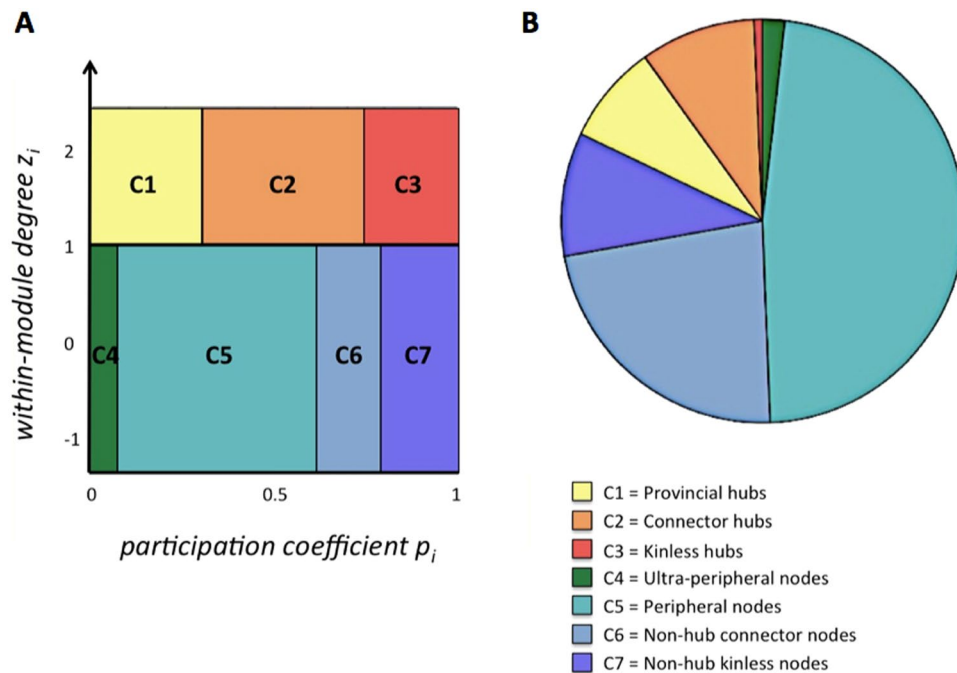 A
B
within-module degree z_i
2
1
0
-1
C1
C2
C3
C4
C5
C6
C7
0
0.5
1
participation coefficient p_i
C1 = Provincial hubs
C2 = Connector hubs
C3 = Kinless hubs
C4 = Ultra-peripheral nodes
C5 = Peripheral nodes
C6 = Non-hub connector nodes
C7 = Non-hub kinless nodes